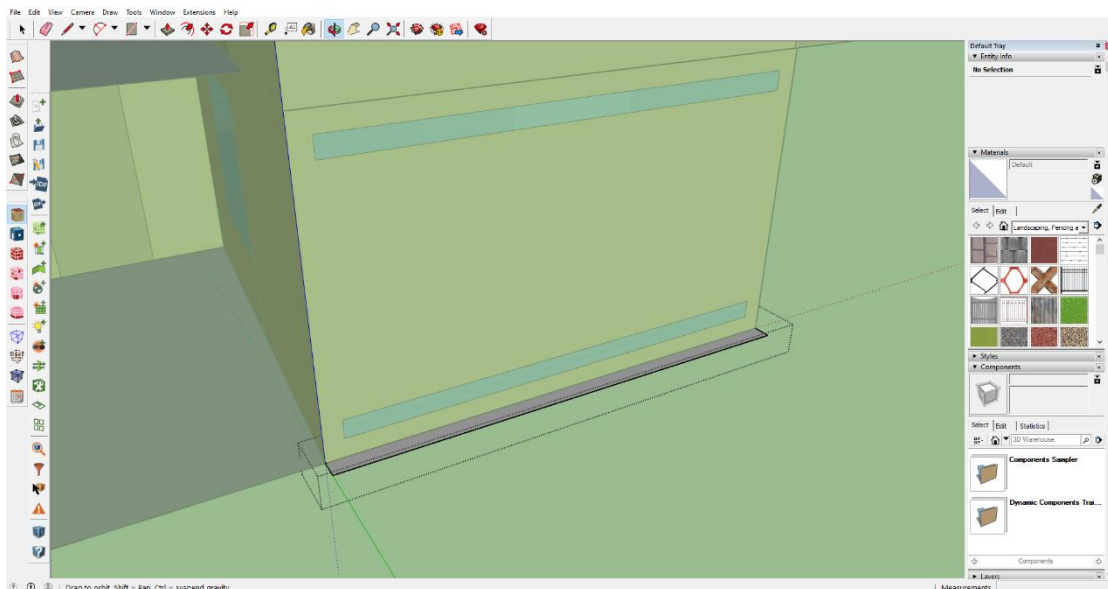 File Edit View Camera Draw Tools Window Extensions Help
Default Tray
▼ Entity Info
No Selection
▼ Materials
Default
Select Edit
Landscaping, Fencing a
► Styles
▼ Components
Select Edit Statistics
3D Warehouse
Components Sampler
Dynamic Components Trai...
Components
► Layers
Drag to orbit. Shift = Pan, Ctrl = suspend gravity
Measurements